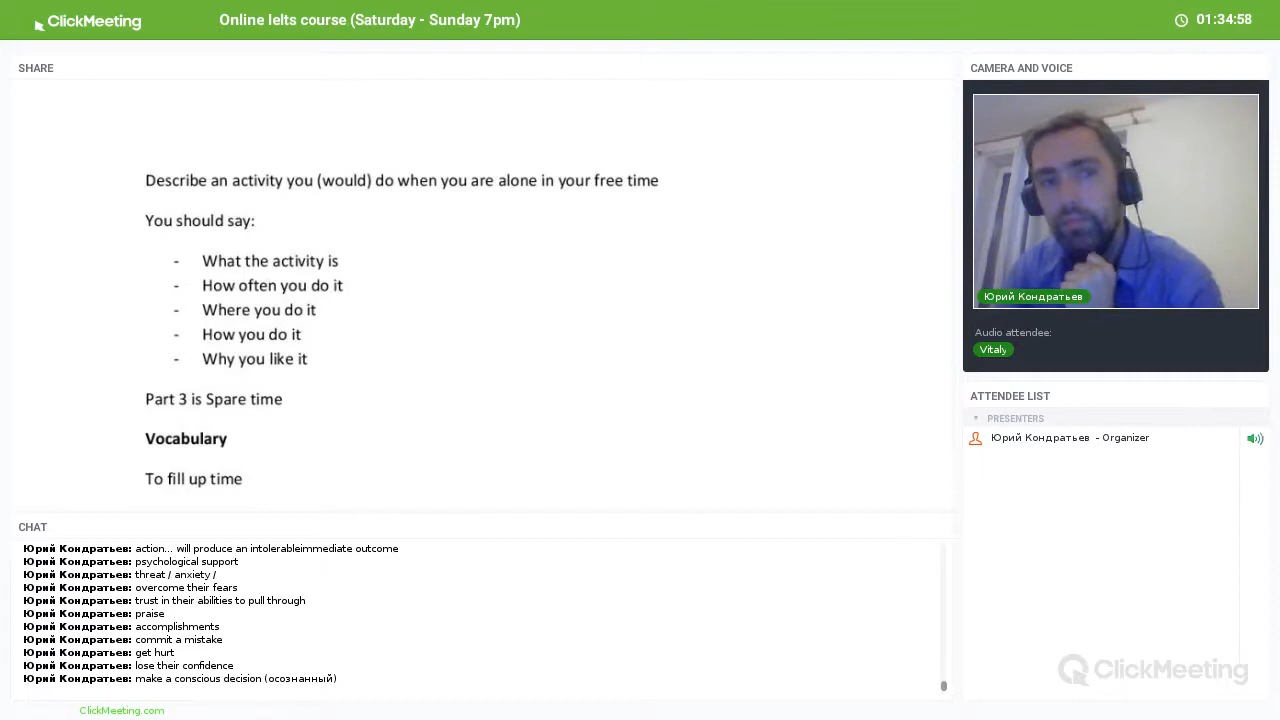 ClickMeeting
Online Ielts course (Saturday - Sunday 7pm)
01:34:58
SHARE
Describe an activity you (would) do when you are alone in your free time
You should say:
- What the activity is
- How often you do it
- Where you do it
- How you do it
- Why you like it
Part 3 is Spare time
Vocabulary
To fill up time
CHAT
Юрий Кондратьев: action... will produce an intolerableimmediate outcome
Юрий Кондратьев: psychological support
Юрий Кондратьев: threat / anxiety /
Юрий Кондратьев: overcome their fears
Юрий Кондратьев: trust in their abilities to pull through
Юрий Кондратьев: praise
Юрий Кондратьев: accomplishments
Юрий Кондратьев: commit a mistake
Юрий Кондратьев: get hurt
Юрий Кондратьев: lose their confidence
Юрий Кондратьев: make a conscious decision (осознанный)
ClickMeeting.com
CAMERA AND VOICE
Юрий Кондратьев
Audio attendee:
Vitaly
ATTENDEE LIST
PRESENTERS
Юрий Кондратьев - Organizer
ClickMeeting